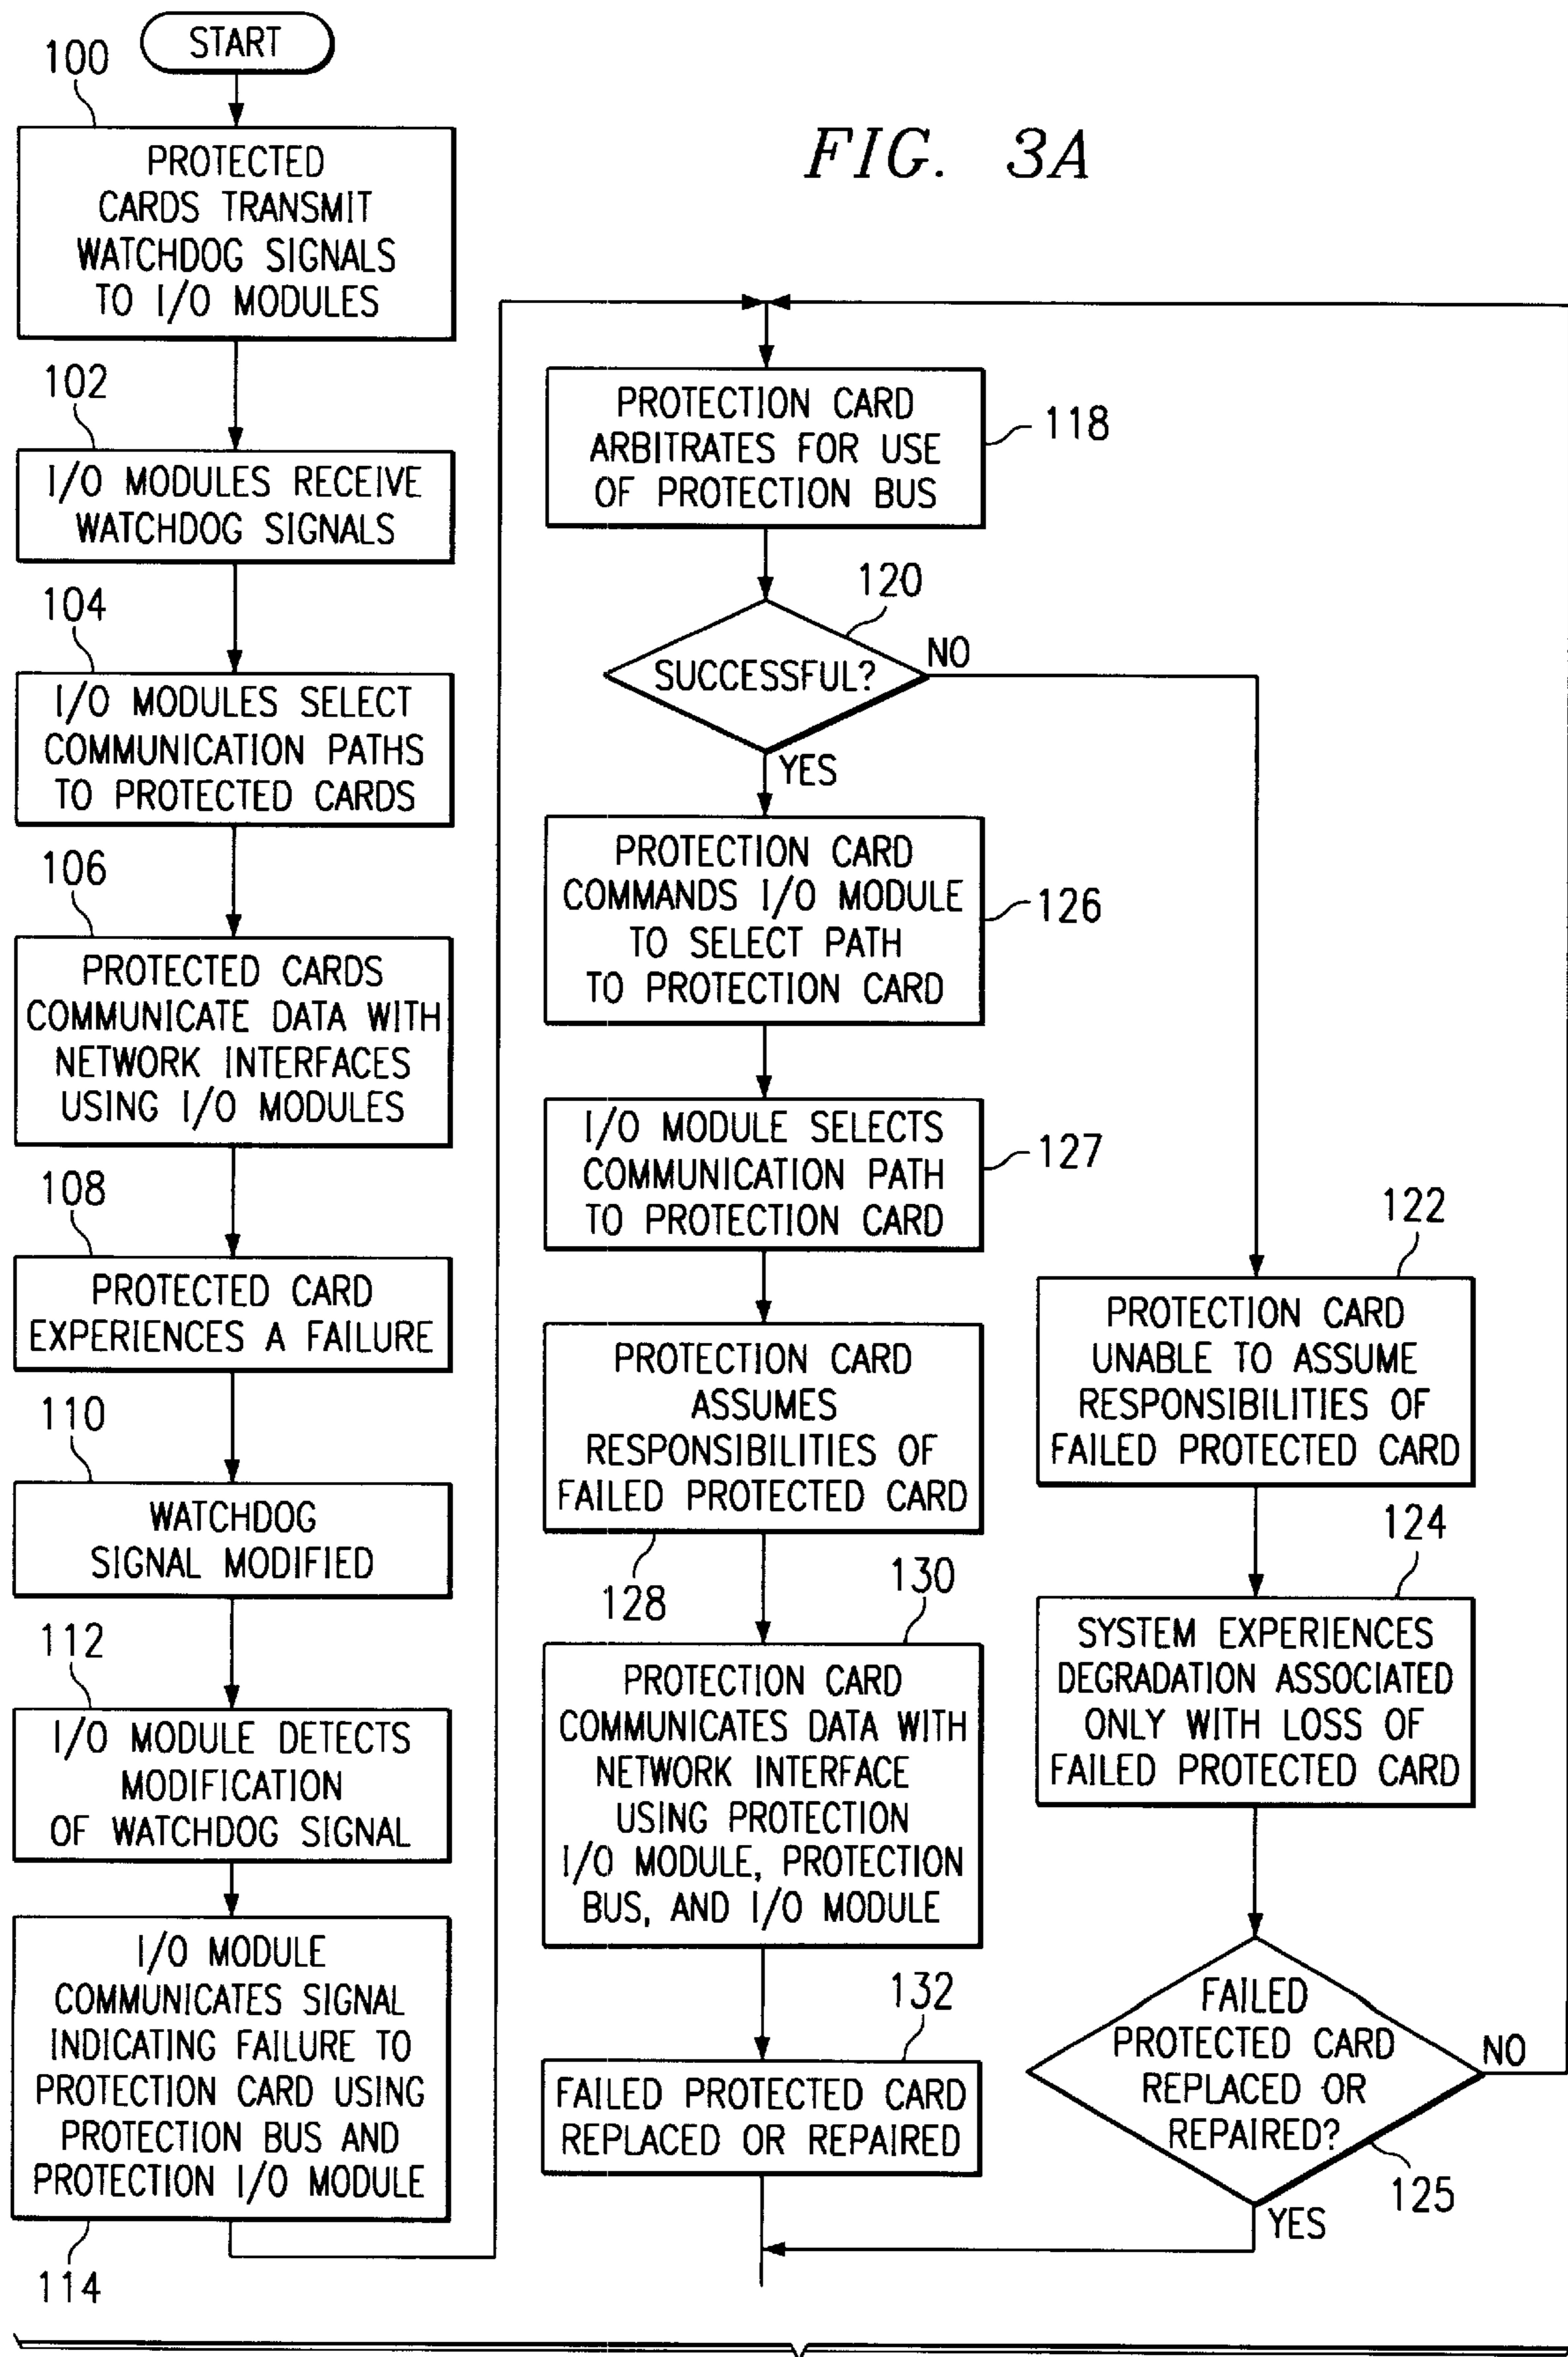 START
100
PROTECTED
CARDS TRANSMIT
WATCHDOG SIGNALS
TO I/O MODULES
102
I/O MODULES RECEIVE
WATCHDOG SIGNALS
104
I/O MODULES SELECT
COMMUNICATION PATHS
TO PROTECTED CARDS
106
PROTECTED CARDS
COMMUNICATE DATA WITH
NETWORK INTERFACES
USING I/O MODULES
108
PROTECTED CARD
EXPERIENCES A FAILURE
110
WATCHDOG
SIGNAL MODIFIED
112
I/O MODULE DETECTS
MODIFICATION
OF WATCHDOG SIGNAL
I/O MODULE
COMMUNICATES SIGNAL
INDICATING FAILURE TO
PROTECTION CARD USING
PROTECTION BUS AND
PROTECTION I/O MODULE
114
FIG. 3A
PROTECTION CARD
ARBITRATES FOR USE
OF PROTECTION BUS
118
120
SUCCESSFUL?
NO
YES
PROTECTION CARD
COMMANDS I/O MODULE
TO SELECT PATH
TO PROTECTION CARD
126
I/O MODULE SELECTS
COMMUNICATION PATH
TO PROTECTION CARD
127
PROTECTION CARD
ASSUMES
RESPONSIBILITIES OF
FAILED PROTECTED CARD
128
130
PROTECTION CARD
COMMUNICATES DATA WITH
NETWORK INTERFACE
USING PROTECTION
I/O MODULE, PROTECTION
BUS, AND I/O MODULE
132
FAILED PROTECTED CARD
REPLACED OR REPAIRED
122
PROTECTION CARD
UNABLE TO ASSUME
RESPONSIBILITIES OF
FAILED PROTECTED CARD
124
SYSTEM EXPERIENCES
DEGRADATION ASSOCIATED
ONLY WITH LOSS OF
FAILED PROTECTED CARD
FAILED
PROTECTED CARD
REPLACED OR
REPAIRED?
NO
125
YES